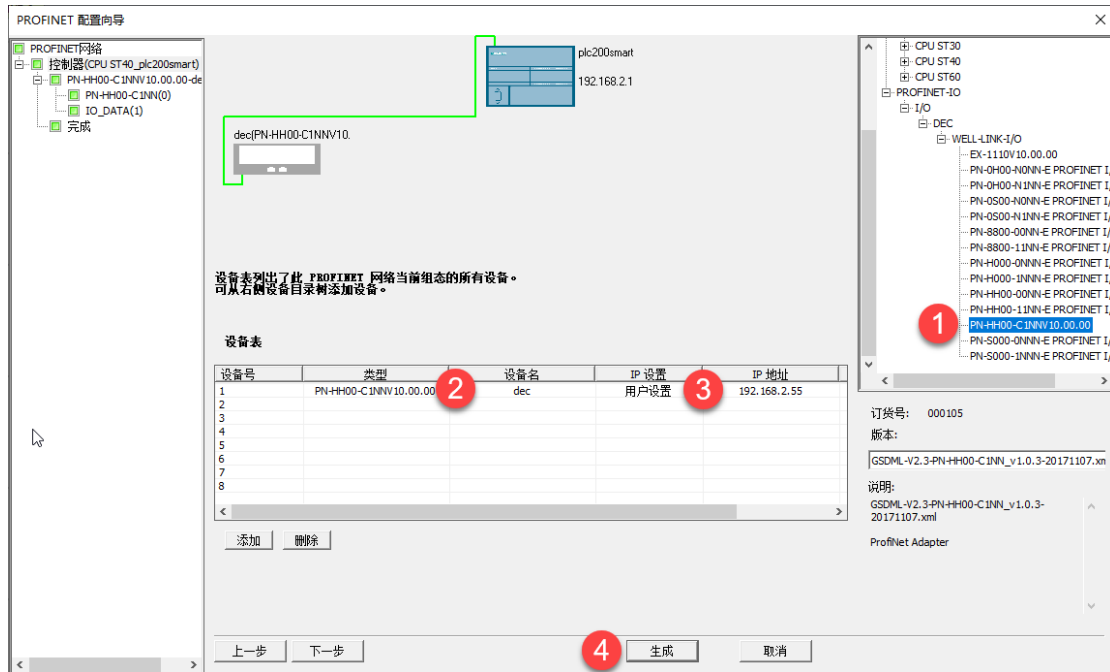 PROFINET 配置向导
PROFINET网络
控制器(CPU ST40_plc200smart)
PN-HH00-C1NNV10.00.00-de
PN-HH00-C1NN(0)
IO_DATA(1)
完成
plc200smart
192.168.2.1
dec(PN-HH00-C1NNV10.
设备表列出了此 PROFINET 网络当前组态的所有设备。
可从右侧设备目录树添加设备。
设备表
设备号 类型 设备名 IP 设置 IP 地址
1 PN-HH00-C1NNV10.00.00 2 dec 用户设置 3 192.168.2.55
2
3
4
5
6
7
8
添加 删除
上一步 下一步 4 生成 取消
CPU ST30
CPU ST40
CPU ST60
PROFINET-IO
I/O
DEC
WELL-LINK-I/O
EX-1110V10.00.00
PN-0H00-N0NN-E PROFINET I/
PN-0H00-N1NN-E PROFINET I/
PN-0S00-N0NN-E PROFINET I/
PN-0S00-N1NN-E PROFINET I/
PN-8800-00NN-E PROFINET I/
PN-8800-11NN-E PROFINET I/
PN-H000-0NNN-E PROFINET I/
PN-H000-1NNN-E PROFINET I/
PN-HH00-00NN-E PROFINET I/
PN-HH00-11NN-E PROFINET I/
1 PN-HH00-C1NNV10.00.00
PN-S000-0NNN-E PROFINET I/
PN-S000-1NNN-E PROFINET I/
订货号: 000105
版本:
GSDML-V2.3-PN-HH00-C1NN_v1.0.3-20171107.xm
说明:
GSDML-V2.3-PN-HH00-C1NN_v1.0.3-
20171107.xml
ProfiNet Adapter